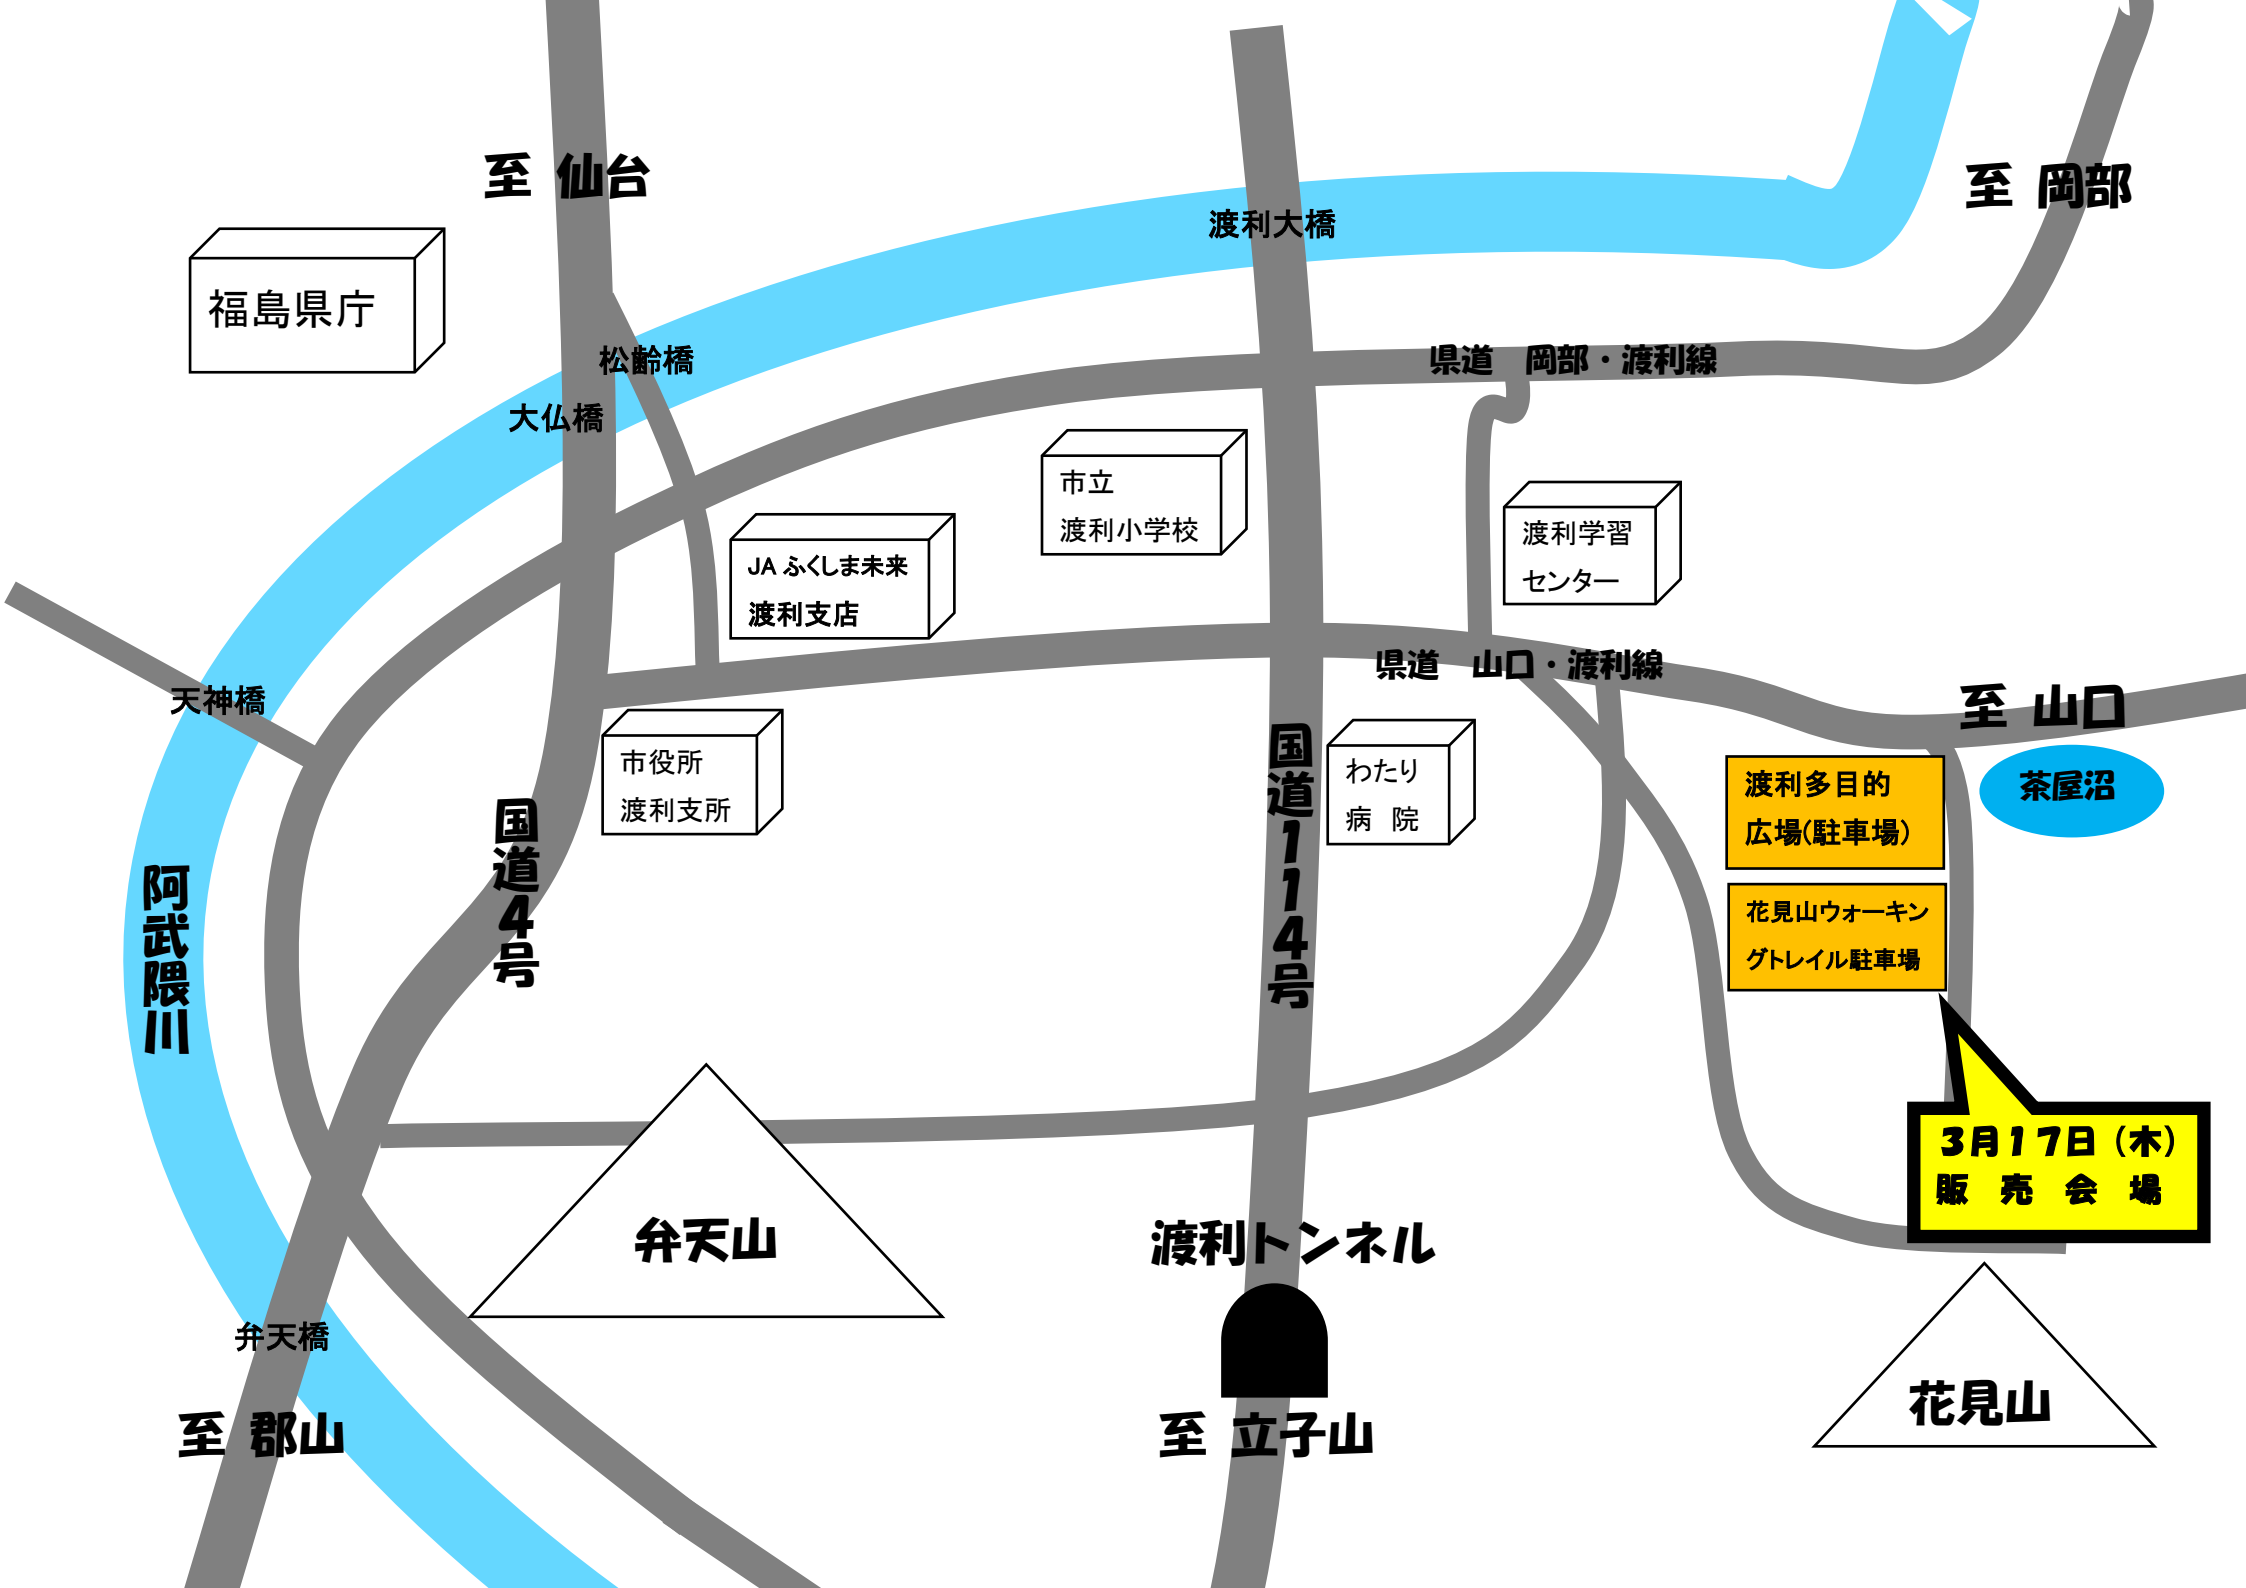 至 仙台
至 岡部
渡利大橋
福島県庁
松齢橋
県道　岡部・渡利線
大仏橋
市立
渡利小学校
渡利学習
センター
JA ふくしま未来
渡利支店
県道　山口・渡利線
天神橋
至 山口
市役所
渡利支所
国道114号
わたり
病　院
渡利多目的
広場(駐車場)
茶屋沼
国道4号
阿武隈川
花見山ウォーキン
グトレイル駐車場
3月17日（木）
販　売　会　場
弁天山
渡利トンネル
弁天橋
花見山
至 郡山
至 立子山